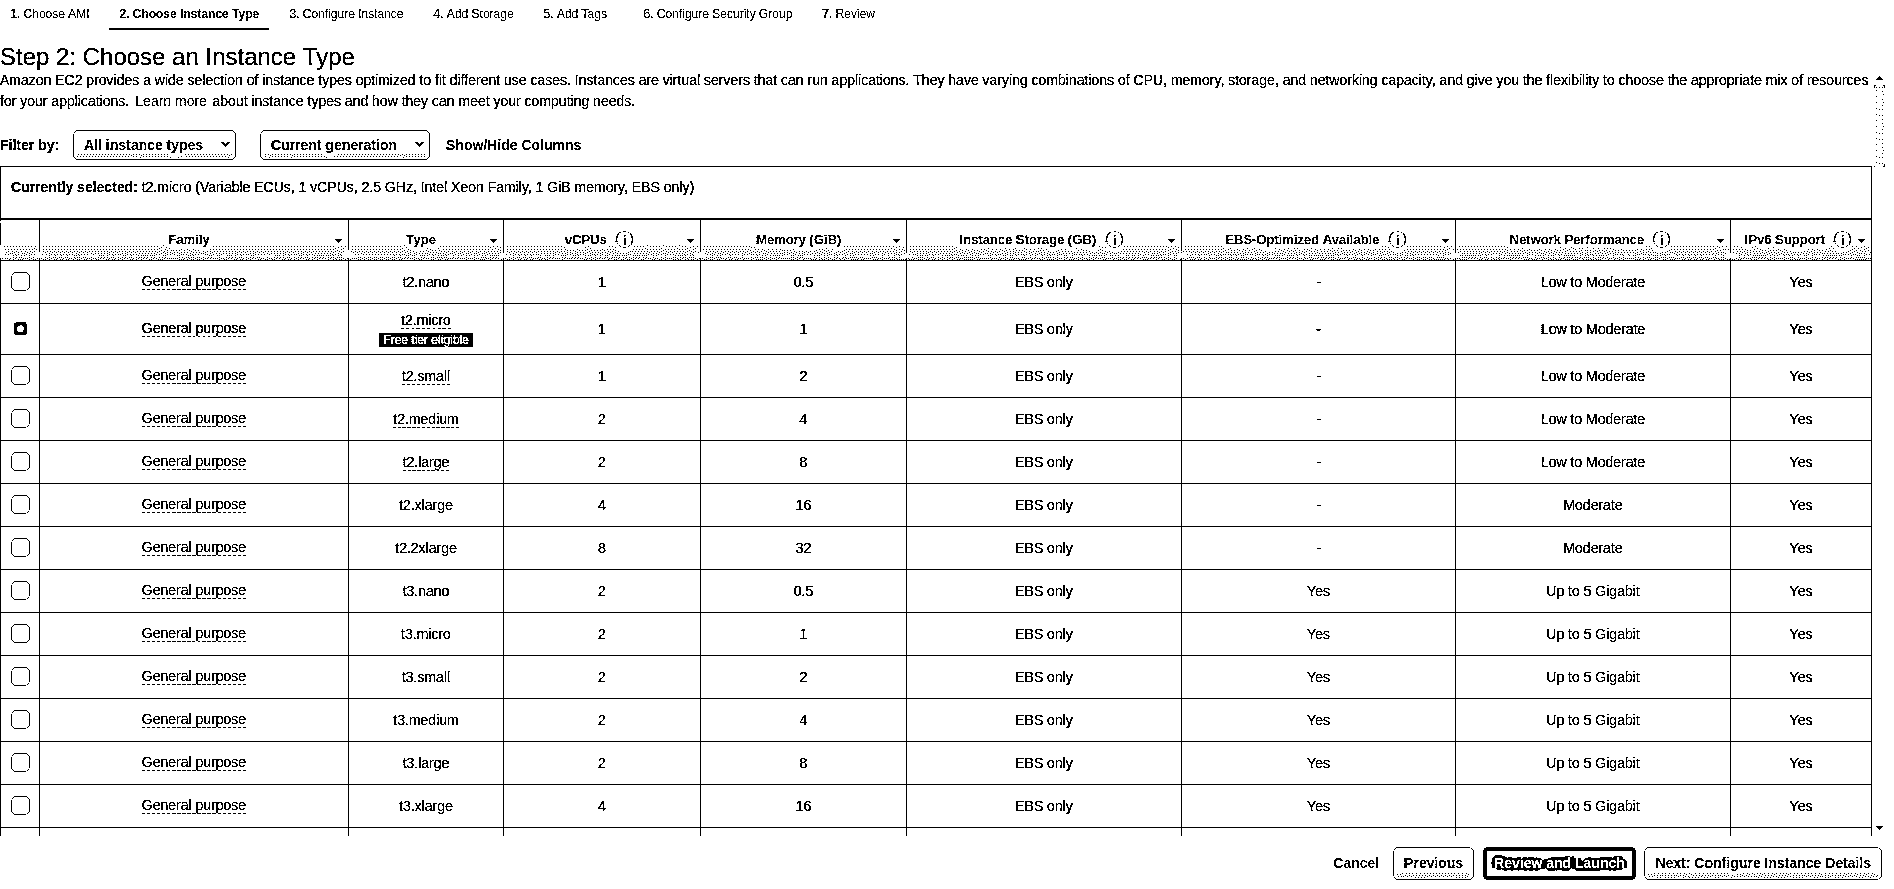 1. Choose AMI 2. Choose Instance Type 3. Configure Instance 4. Add Storage 5. Add Tags 6. Configure Security Group 7. Review
Step 2: Choose an Instance Type
Amazon EC2 provides a wide selection of instance types optimized to fit different use cases. Instances are virtual servers that can run applications. They have varying combinations of CPU, memory, storage, and networking capacity, and give you the flexibility to choose the appropriate mix of resources
for your applications. Learn more about instance types and how they can meet your computing needs.
Filter by: All instance types Current generation Show/Hide Columns
Currently selected: t2.micro (Variable ECUs, 1 vCPUs, 2.5 GHz, Intel Xeon Family, 1 GiB memory, EBS only)
Family Type vCPUs i Memory (GiB) Instance Storage (GB) i EBS-Optimized Available i Network Performance i IPv6 Support i
General purpose t2.nano 1 0.5 EBS only - Low to Moderate Yes
General purpose t2.micro 1 1 EBS only - Low to Moderate Yes
Free tier eligible
General purpose t2.small 1 2 EBS only - Low to Moderate Yes
General purpose t2.medium 2 4 EBS only - Low to Moderate Yes
General purpose t2.large 2 8 EBS only - Low to Moderate Yes
General purpose t2.xlarge 4 16 EBS only - Moderate Yes
General purpose t2.2xlarge 8 32 EBS only - Moderate Yes
General purpose t3.nano 2 0.5 EBS only Yes Up to 5 Gigabit Yes
General purpose t3.micro 2 1 EBS only Yes Up to 5 Gigabit Yes
General purpose t3.small 2 2 EBS only Yes Up to 5 Gigabit Yes
General purpose t3.medium 2 4 EBS only Yes Up to 5 Gigabit Yes
General purpose t3.large 2 8 EBS only Yes Up to 5 Gigabit Yes
General purpose t3.xlarge 4 16 EBS only Yes Up to 5 Gigabit Yes
Cancel Previous Review and Launch Next: Configure Instance Details